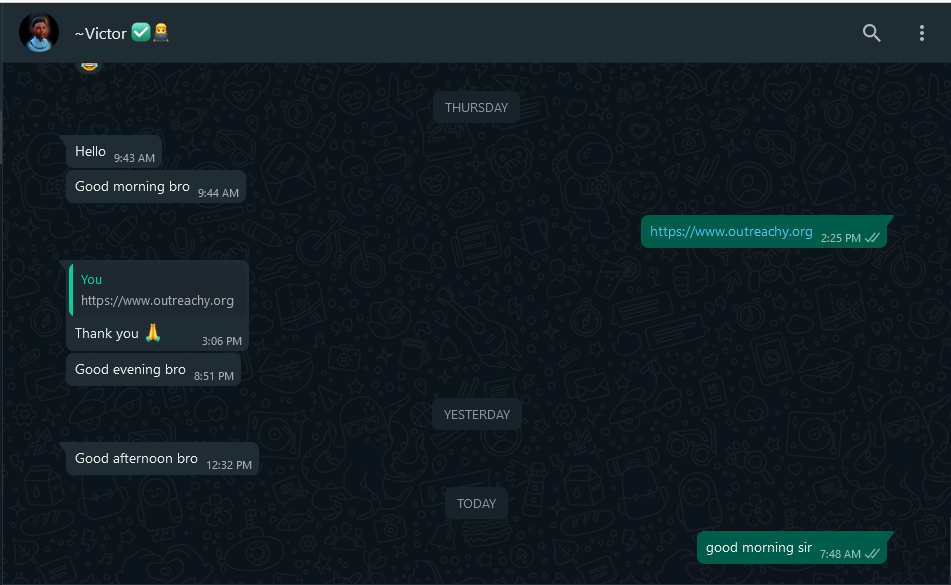 ~Victor ✅👨‍🎓
THURSDAY
Hello 9:43 AM
Good morning bro 9:44 AM
https://www.outreachy.org 2:25 PM
You
https://www.outreachy.org
Thank you 🙏 3:06 PM
Good evening bro 8:51 PM
YESTERDAY
Good afternoon bro 12:32 PM
TODAY
good morning sir 7:48 AM